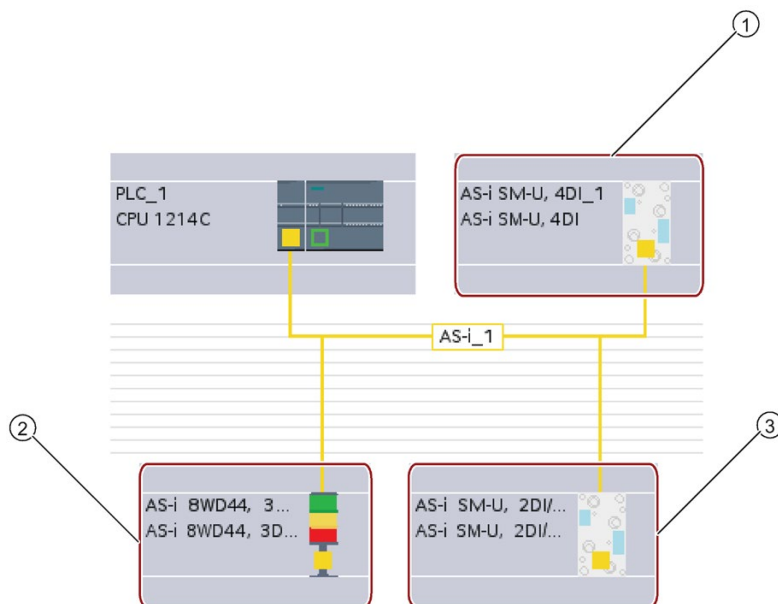 ①
PLC_1
CPU 1214C
AS-i SM-U, 4DI_1
AS-i SM-U, 4DI
AS-i_1
②
③
AS-i 8WD44, 3...
AS-i 8WD44, 3D...
AS-i SM-U, 2DI/...
AS-i SM-U, 2DI/...